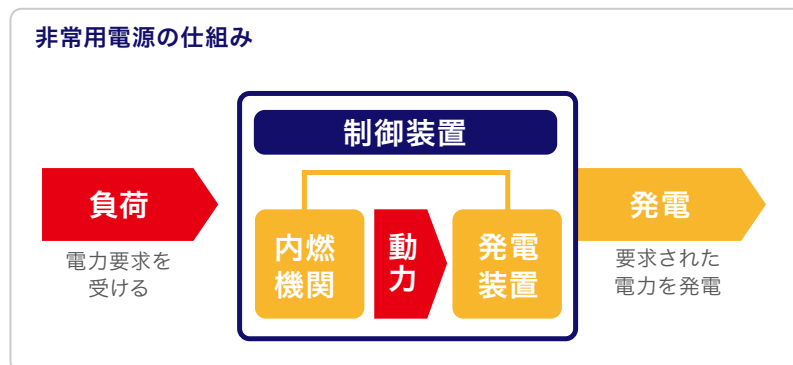 非常用電源の仕組み
制御装置
負荷
電力要求を
受ける
内燃
機関
動
力
発電
装置
発電
要求された
電力を発電